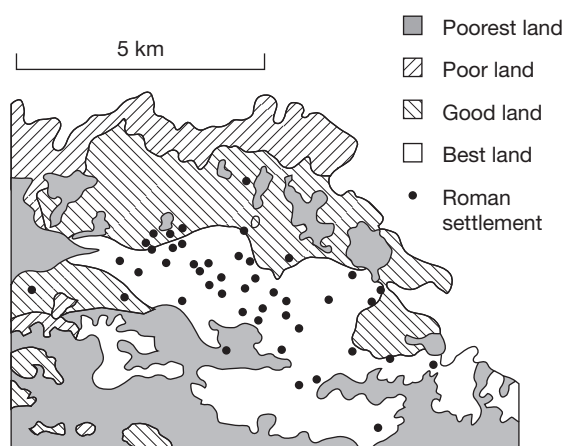 5 km
Poorest land
Poor land
Good land
Best land
Roman
settlement